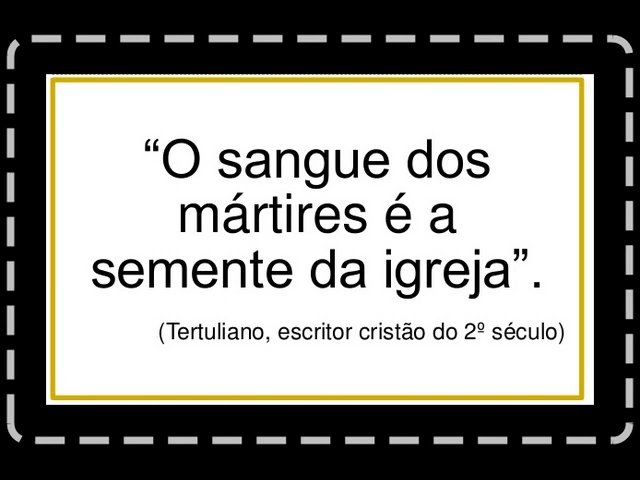 “O sangue dos
mártires é a
semente da igreja”.
(Tertuliano, escritor cristão do 2º século)